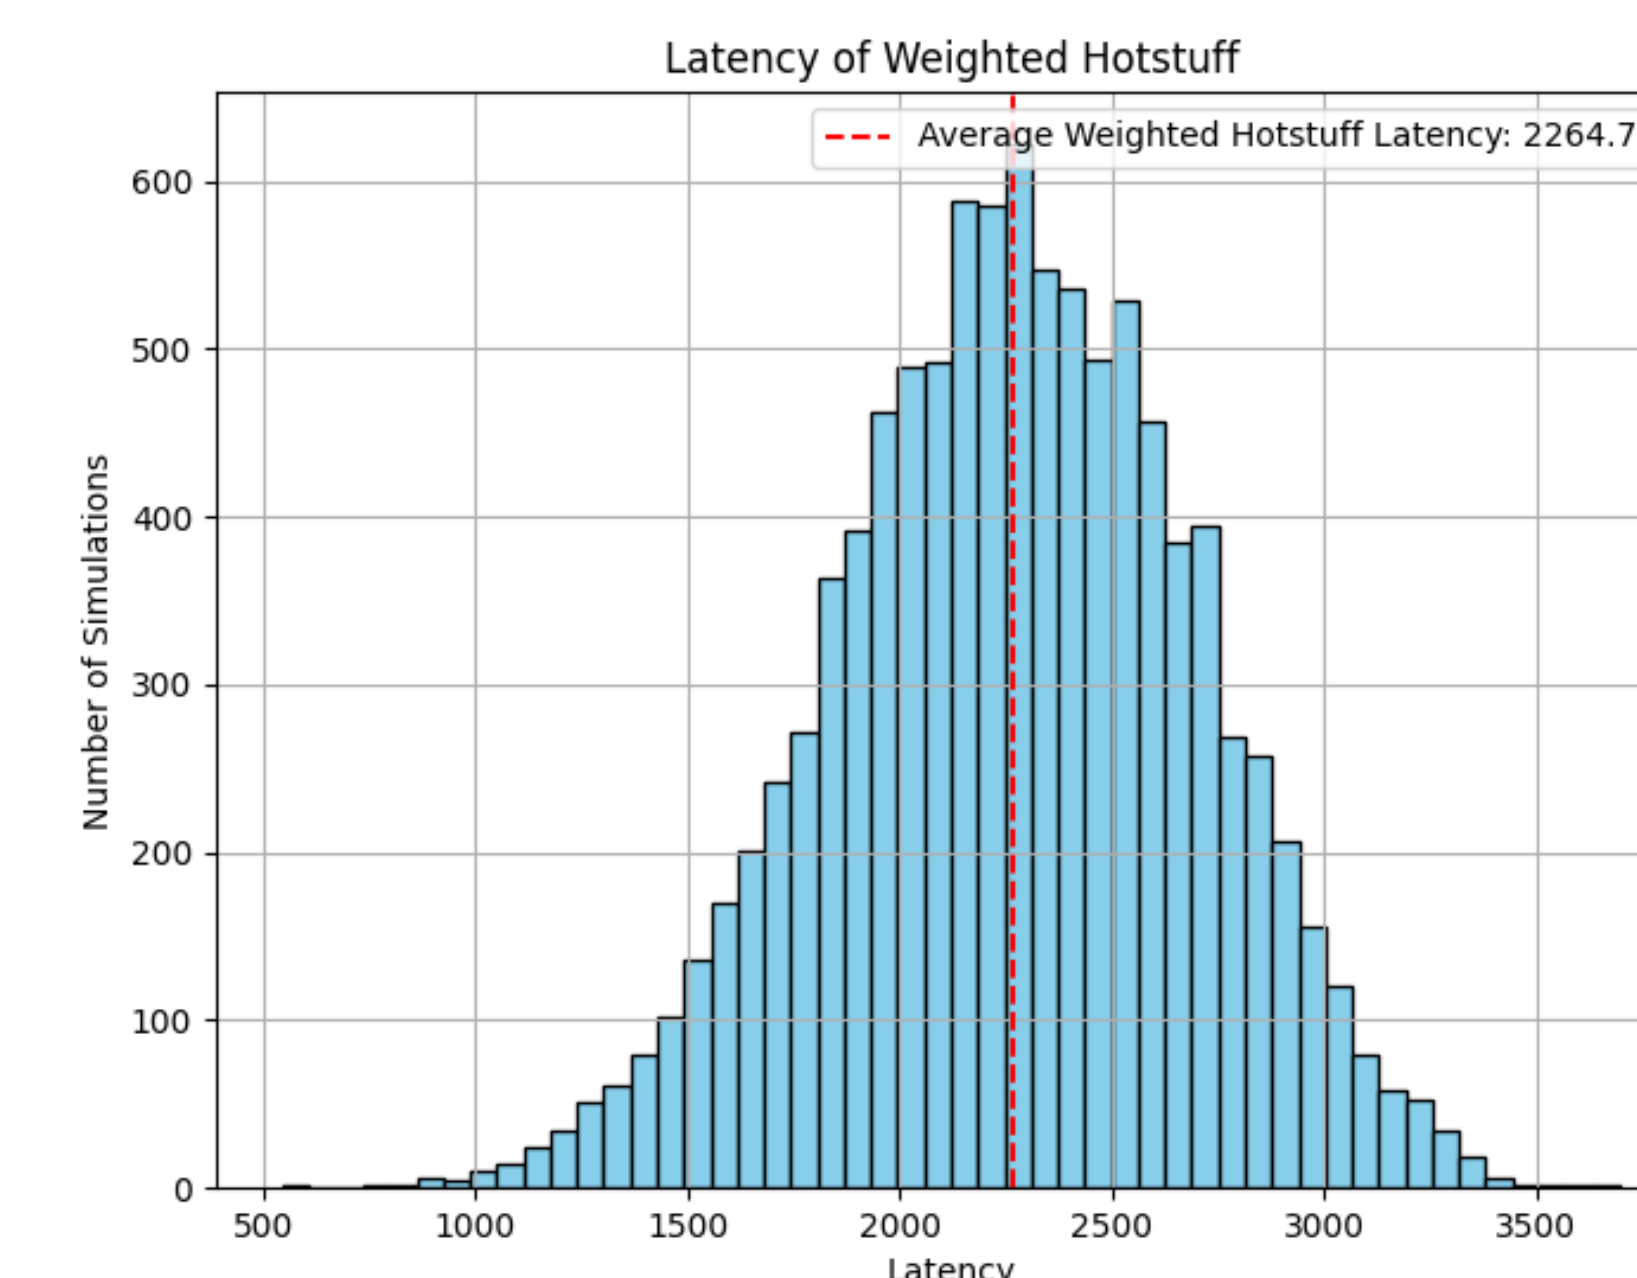 Latency of Weighted Hotstuff
Average Weighted Hotstuff Latency: 2264.7
600
500
400
300
200
100
0
Number of Simulations
500 1000 1500 2000 2500 3000 3500
Latency